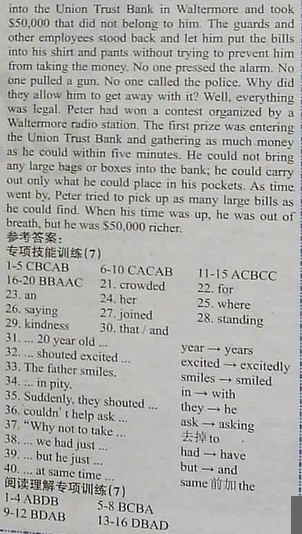 into the Union Trust Bank in Waltermore and took
$50,000 that did not belong to him. The guards and
other employees stood back and let him put the bills
into his shirt and pants without trying to prevent him
from taking the money. No one pressed the alarm. No
one pulled a gun. No one called the police. Why did
they allow him to get away with it? Well, everything
was legal. Peter had won a contest organized by a
Waltermore radio station. The first prize was entering
the Union Trust Bank and gathering as much money
as he could within five minutes. He could not bring
any large bags or boxes into the bank; he could carry
out only what he could place in his pockets. As time
went by, Peter tried to pick up as many large bills as
he could find. When his time was up, he was out of
breath, but he was $50,000 richer.
参考答案:
专项技能训练(7)
1-5 CBCAB 6-10 CACAB 11-15 ACBCC
16-20 BBAAC 21. crowded 22. for
23. an 24. her 25. where
26. saying 27. joined 28. standing
29. kindness 30. that / and
31. ... 20 year old ... year → years
32. ... shouted excited ... excited → excitedly
33. The father smiles. smiles → smiled
34. ... in pity. in → with
35. Suddenly, they shouted ... they → he
36. couldn't help ask ... ask → asking
37. "Why not to take ... 去掉 to
38. ... we had just ... had → have
39. ... but he just ... but → and
40. ... at same time ... same 前加 the
阅读理解专项训练(7)
1-4 ABDB 5-8 BCBA
9-12 BDAB 13-16 DBAD